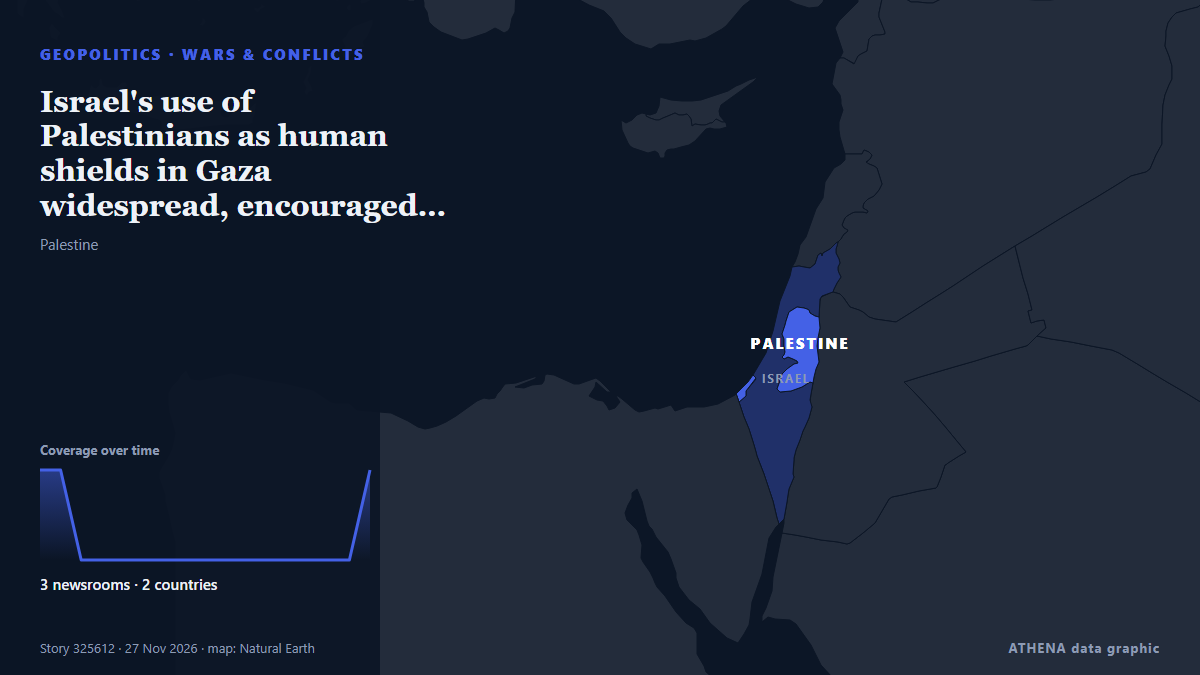 GEOPOLITICS · WARS & CONFLICTS
Israel's use of
Palestinians as human
shields in Gaza
widespread, encouraged...
Palestine
PALESTINE
ISRAEL
Coverage over time
3 newsrooms · 2 countries
Story 325612 · 27 Nov 2026 · map: Natural Earth
ATHENA data graphic